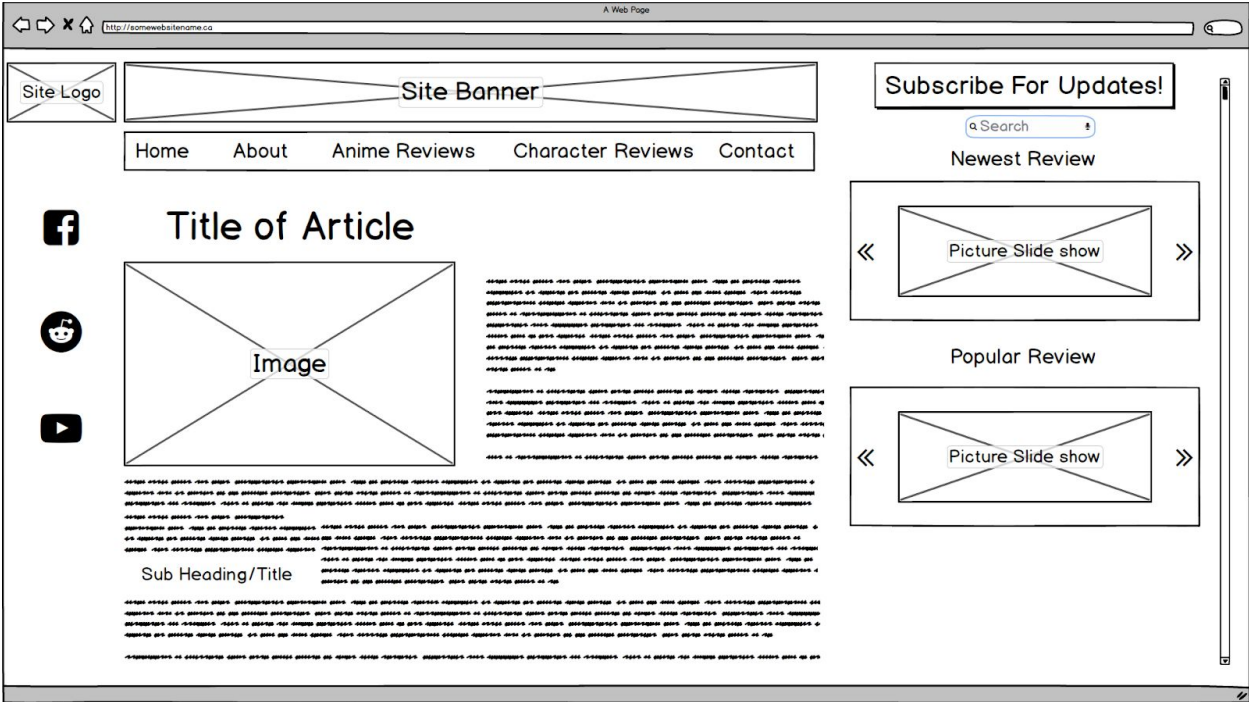 A Web Page
http://somewebsitename.ca
Site Logo
Site Banner
Subscribe For Updates!
Search
Home About Anime Reviews Character Reviews Contact
Newest Review
Title of Article
Picture Slide show
Image
Popular Review
Picture Slide show
Sub Heading/Title